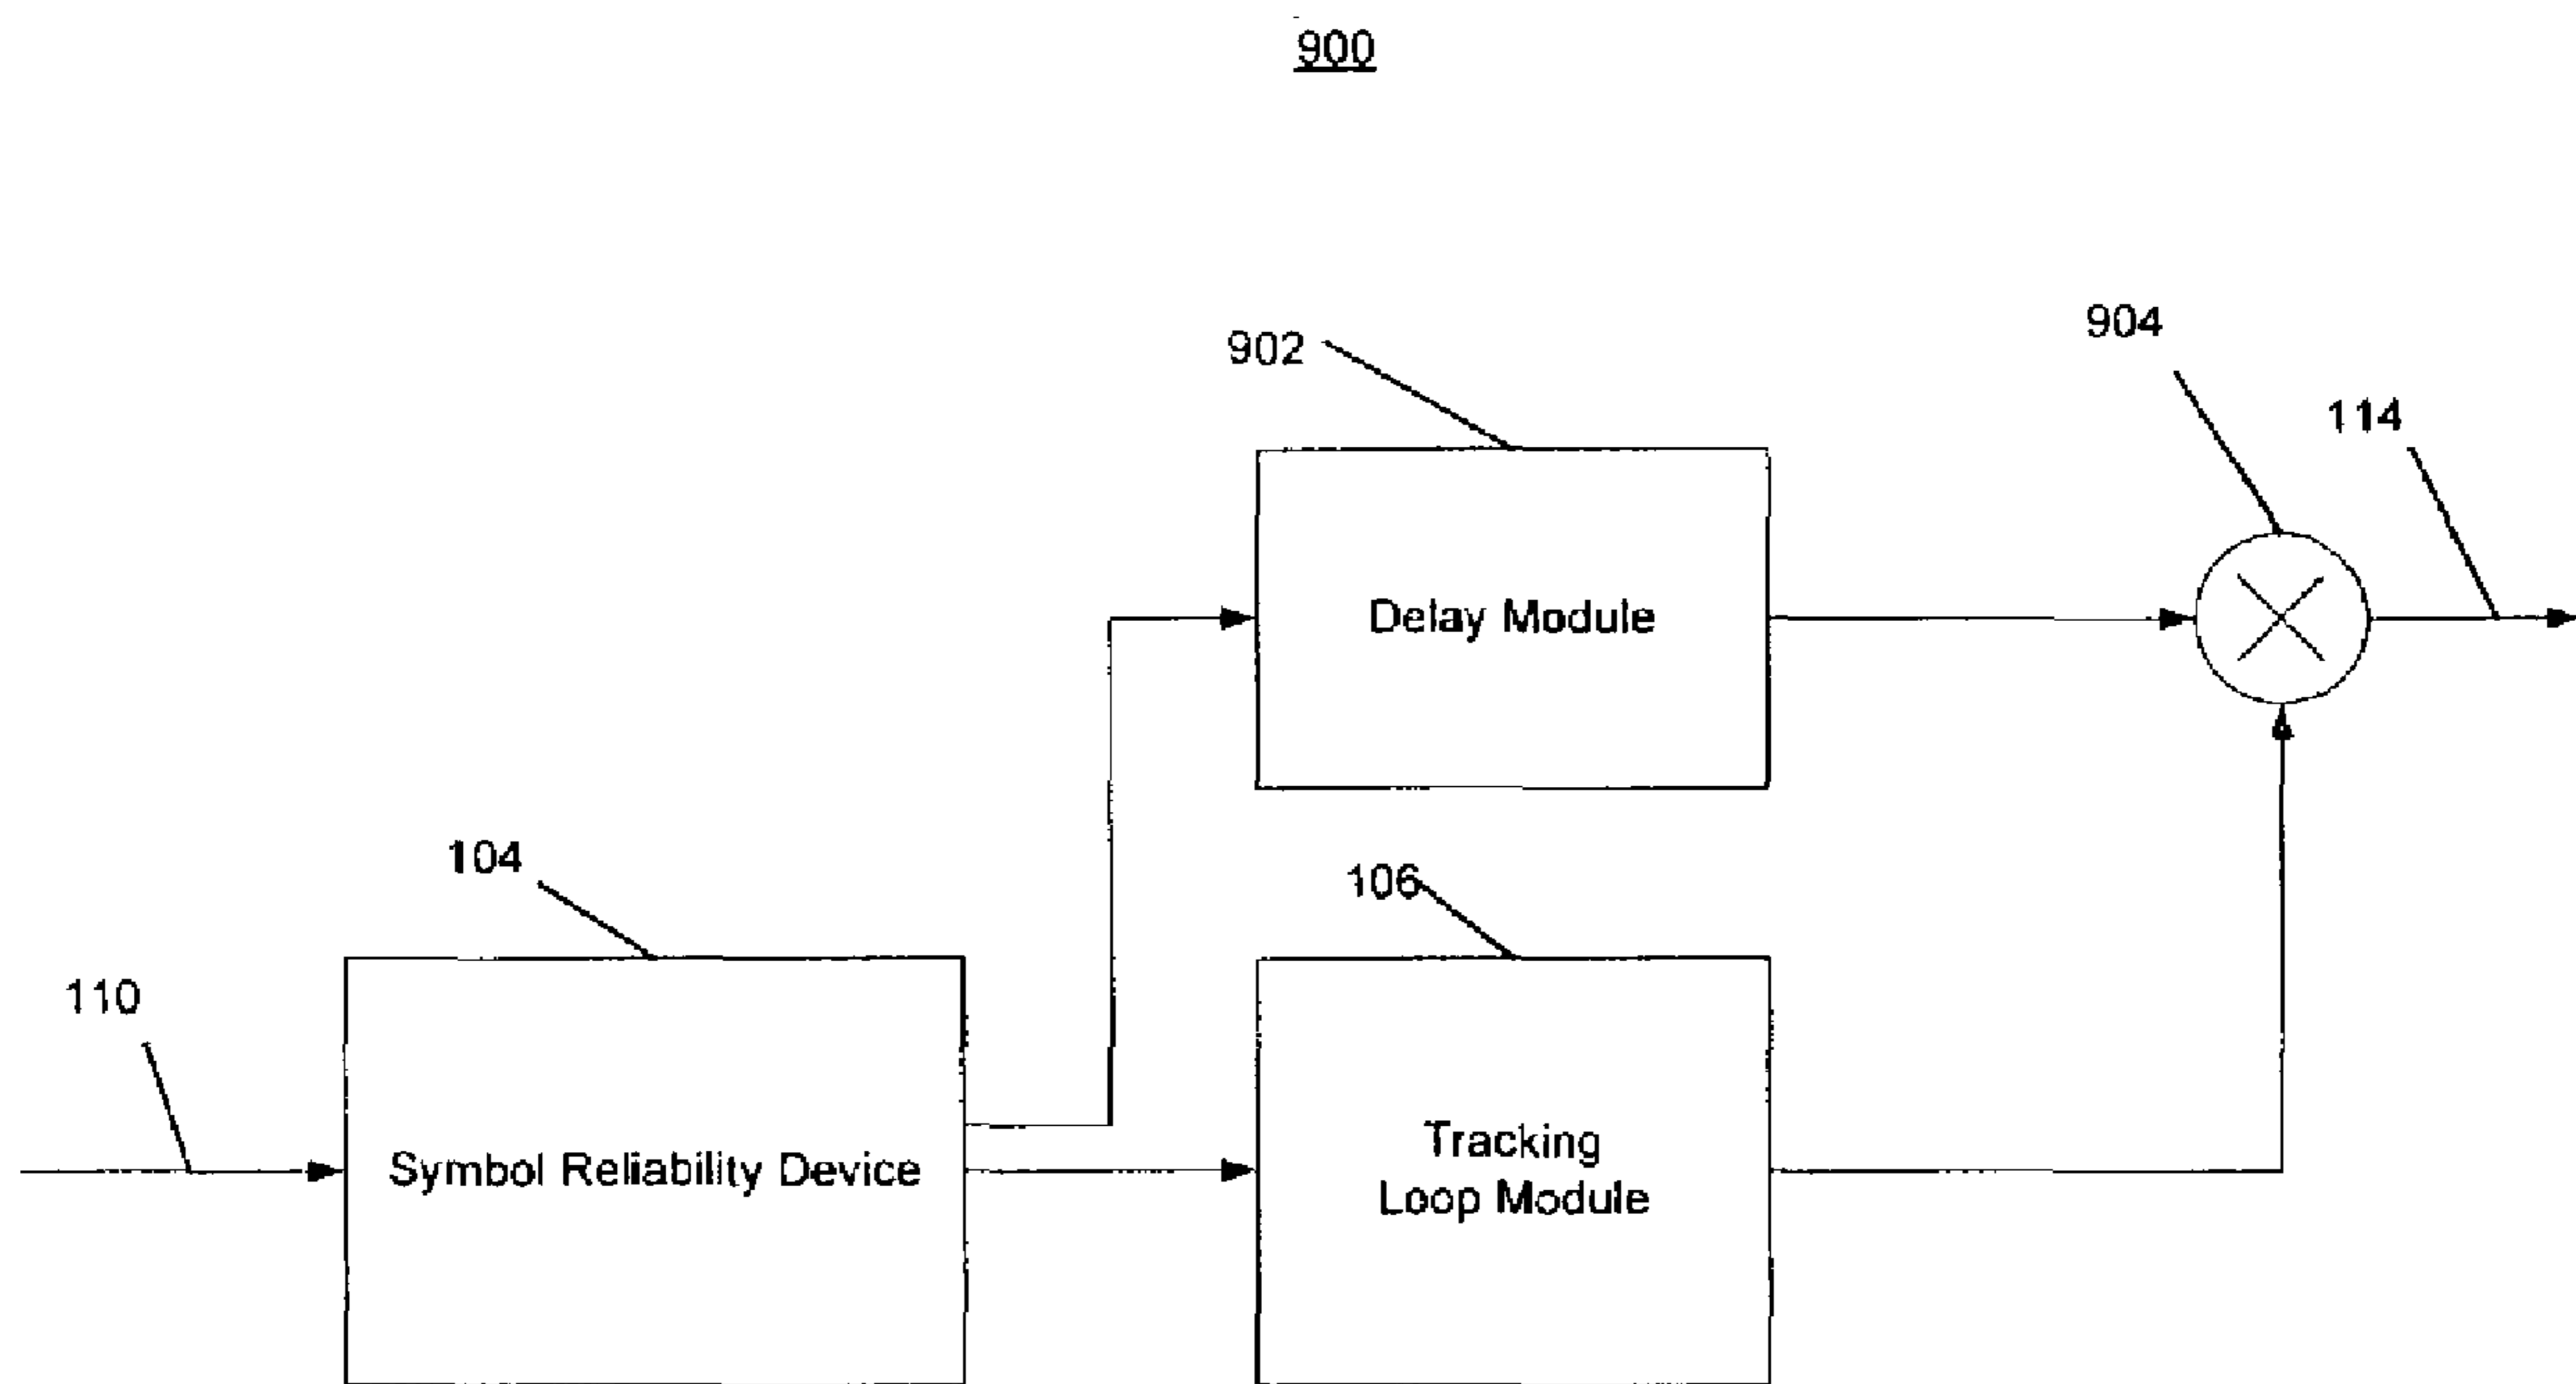 900
904
902
114
Delay Module
104
106
110
Tracking
Symbol Reliability Device
Loop Module